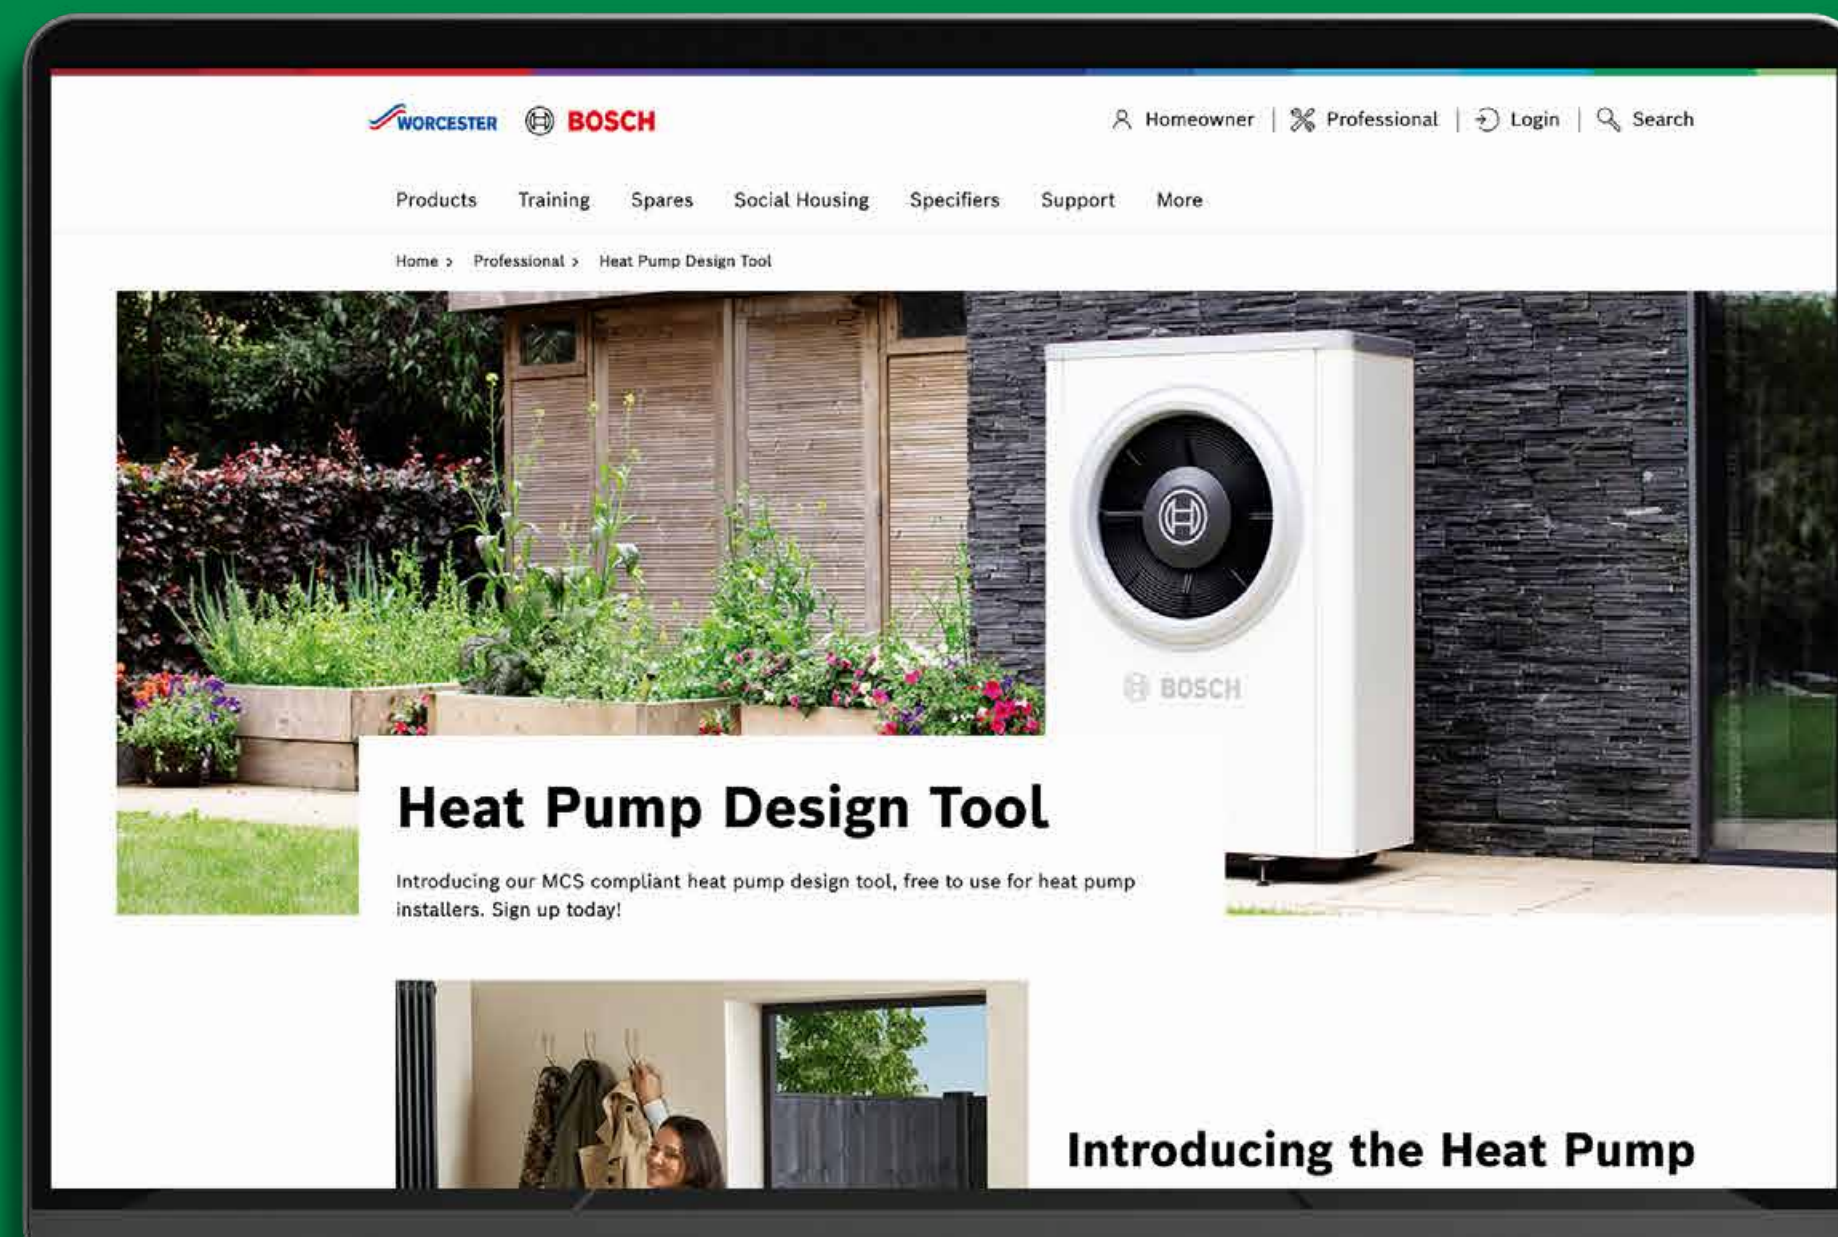 WORCESTER BOSCH
Homeowner | Professional | Login | Search
Products Training Spares Social Housing Specifiers Support More
Home > Professional > Heat Pump Design Tool
BOSCH
Heat Pump Design Tool
Introducing our MCS compliant heat pump design tool, free to use for heat pump
installers. Sign up today!
Introducing the Heat Pump